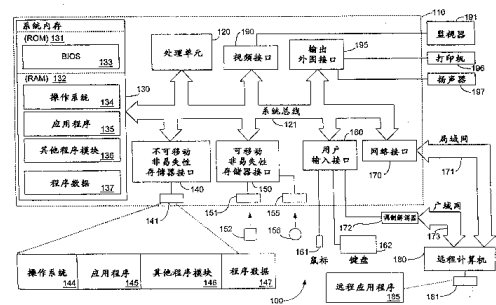 系统内存
(ROM) 131
BIOS
133
(RAM) 132
操作系统
134
应用程序
135
其他程序模块
136
程序数据
137
130
120
处理单元
190
视频接口
195
输出
外围接口
110
191
监视器
打印机
196
扬声器
197
系统总线
121
不可移动
非易失性
存储器接口
140
可移动
非易失性
存储器接口
150
160
用户
输入接口
网络接口
170
局域网
171
141
151
155
152
156
161
鼠标
162
键盘
172
调制解调器
广域网
173
180
远程计算机
181
远程应用程序
185
操作系统
144
应用程序
145
其他程序模块
146
程序数据
147
100